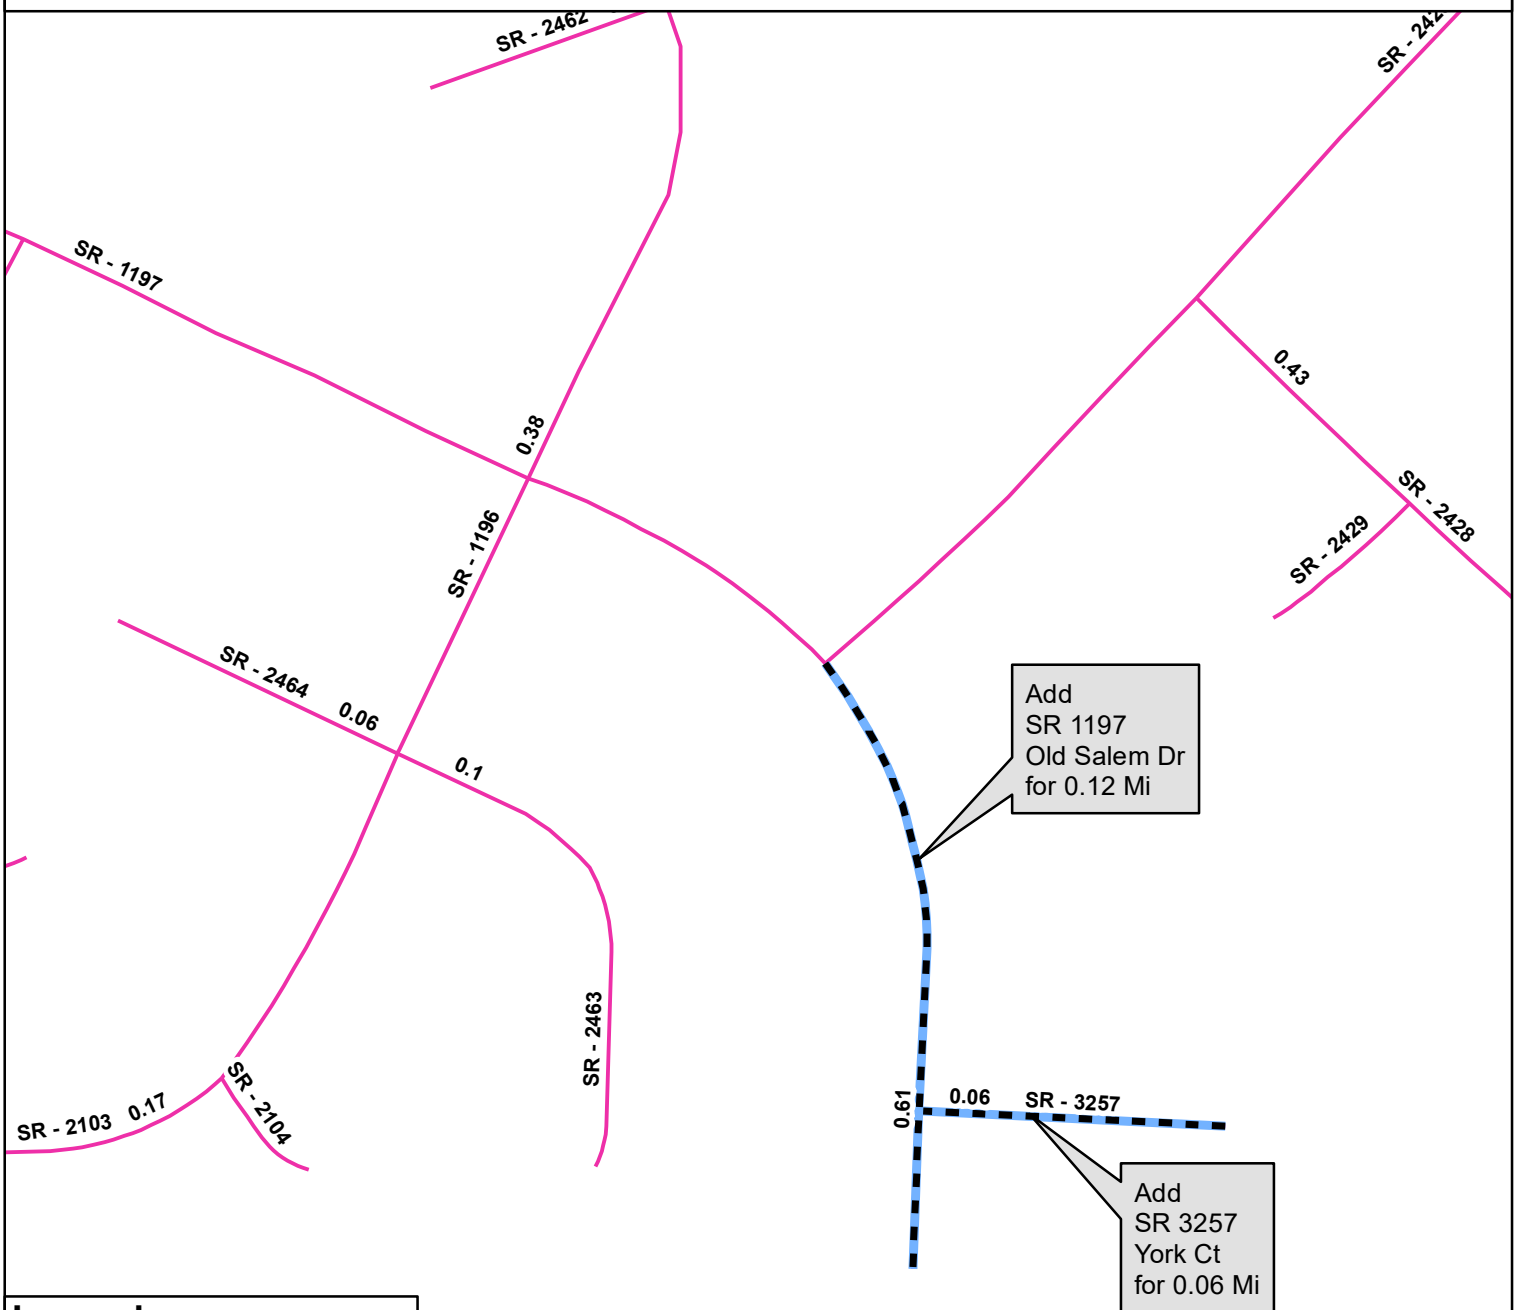 SR - 2462
SR - 1197
0.38
0.43
SR - 2428
SR - 2429
SR - 1196
SR - 2464
0.06
0.1
Add
SR 1197
Old Salem Dr
for 0.12 Mi
SR - 2463
SR - 2103
0.17
SR - 2104
0.61
0.06
SR - 3257
Add
SR 3257
York Ct
for 0.06 Mi